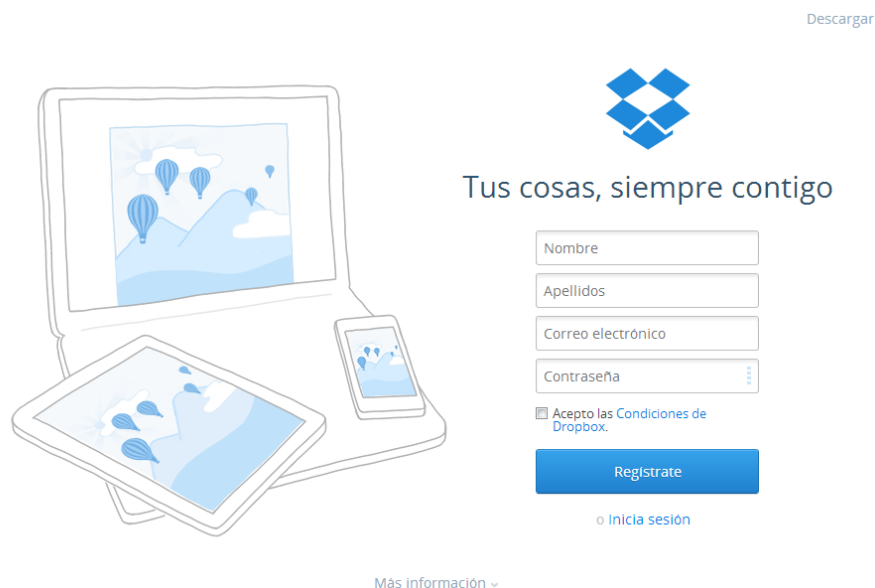 Descargar
Tus cosas, siempre contigo
Nombre
Apellidos
Correo electrónico
Contraseña
Acepto las Condiciones de
Dropbox.
Regístrate
o Inicia sesión
Más información